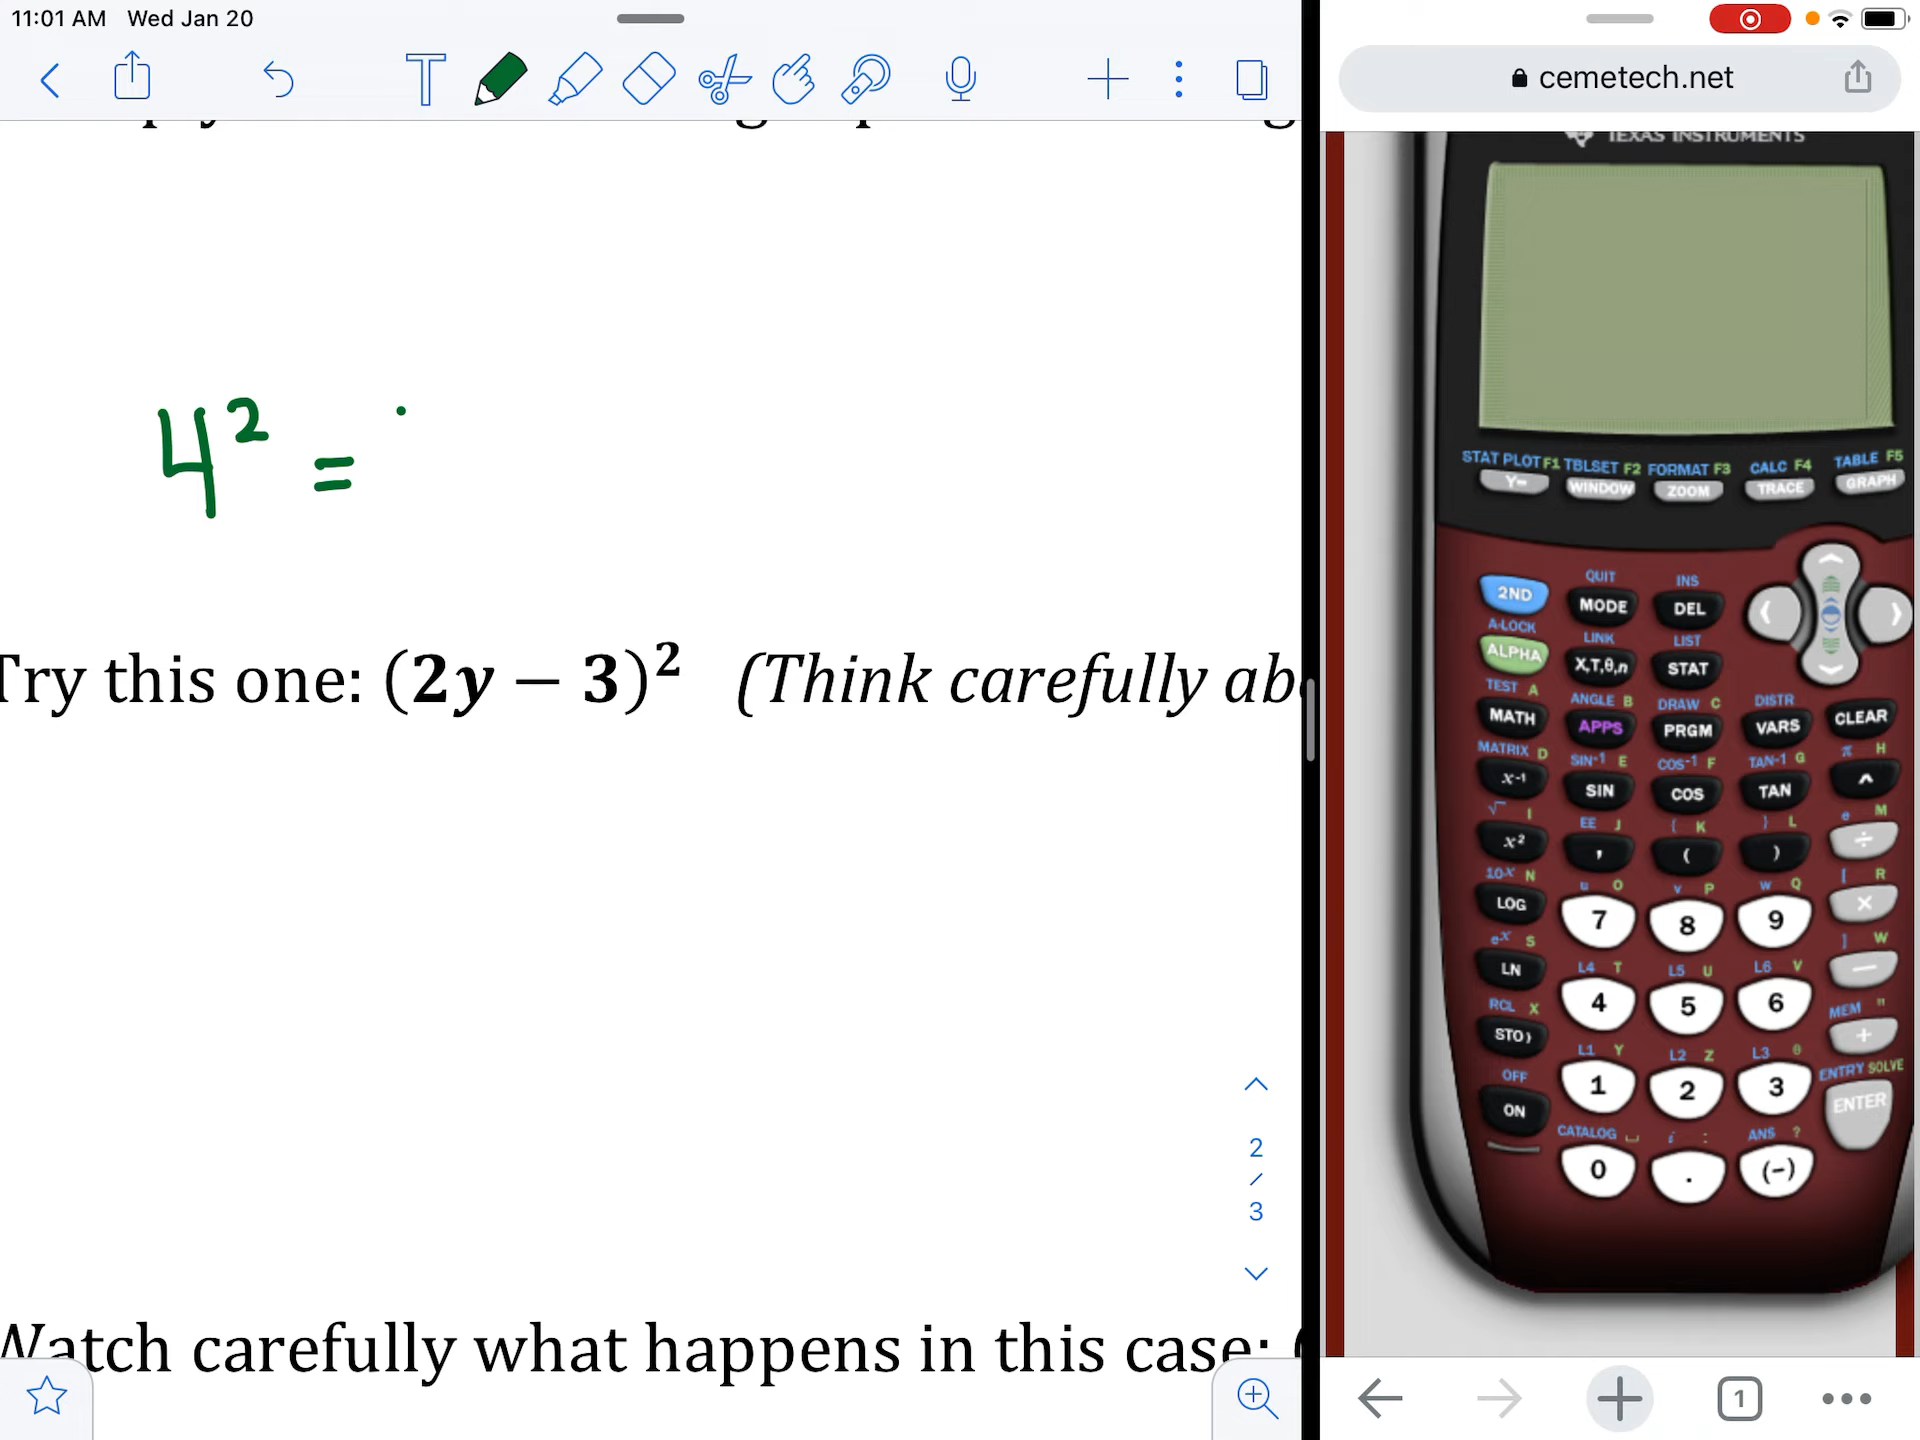 11:01 AM Wed Jan 20
cemetech.net
TEXAS INSTRUMENTS
4² =
Try this one: (2y − 3)² (Think carefully ab
Watch carefully what happens in this case:
2
/
3
STAT PLOT F1 TBLSET F2 FORMAT F3 CALC F4 TABLE F5
Y= WINDOW ZOOM TRACE GRAPH
QUIT INS
2ND MODE DEL
A-LOCK LINK LIST
ALPHA X,T,θ,n STAT
TEST A ANGLE B DRAW C DISTR
MATH APPS PRGM VARS CLEAR
MATRIX D SIN-1 E COS-1 F TAN-1 G π H
x-1 SIN COS TAN ^
√ I EE J { K } L e M
x² , ( ) ÷
10x N u O v P w Q [ R
LOG 7 8 9 ×
ex S L4 T L5 U L6 V ] W
LN 4 5 6 −
RCL X L1 Y L2 Z L3 θ MEM "
STO› 1 2 3 +
OFF CATALOG ␣ i : ANS ? ENTRY SOLVE
ON 0 . (-) ENTER
1